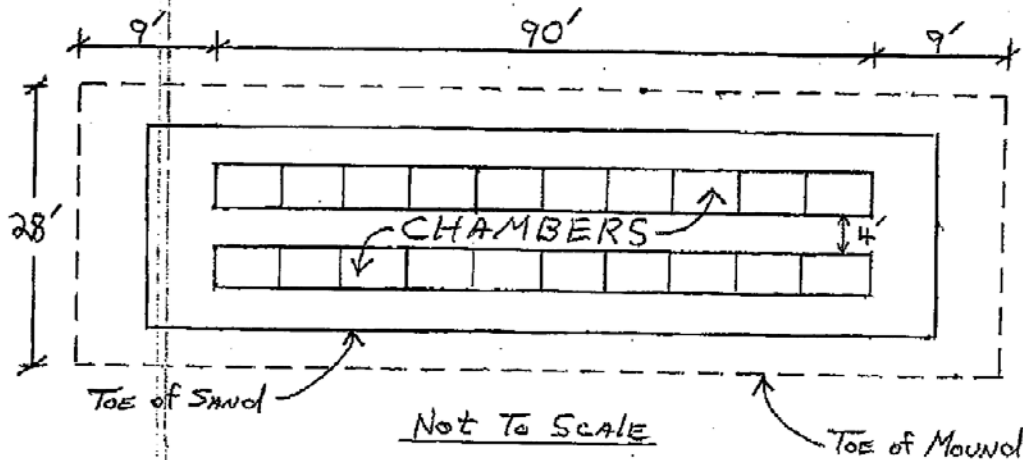 9' 90' 9'
28'
CHAMBERS
4'
TOE of SAND
Not To SCALE
TOE of MOUND